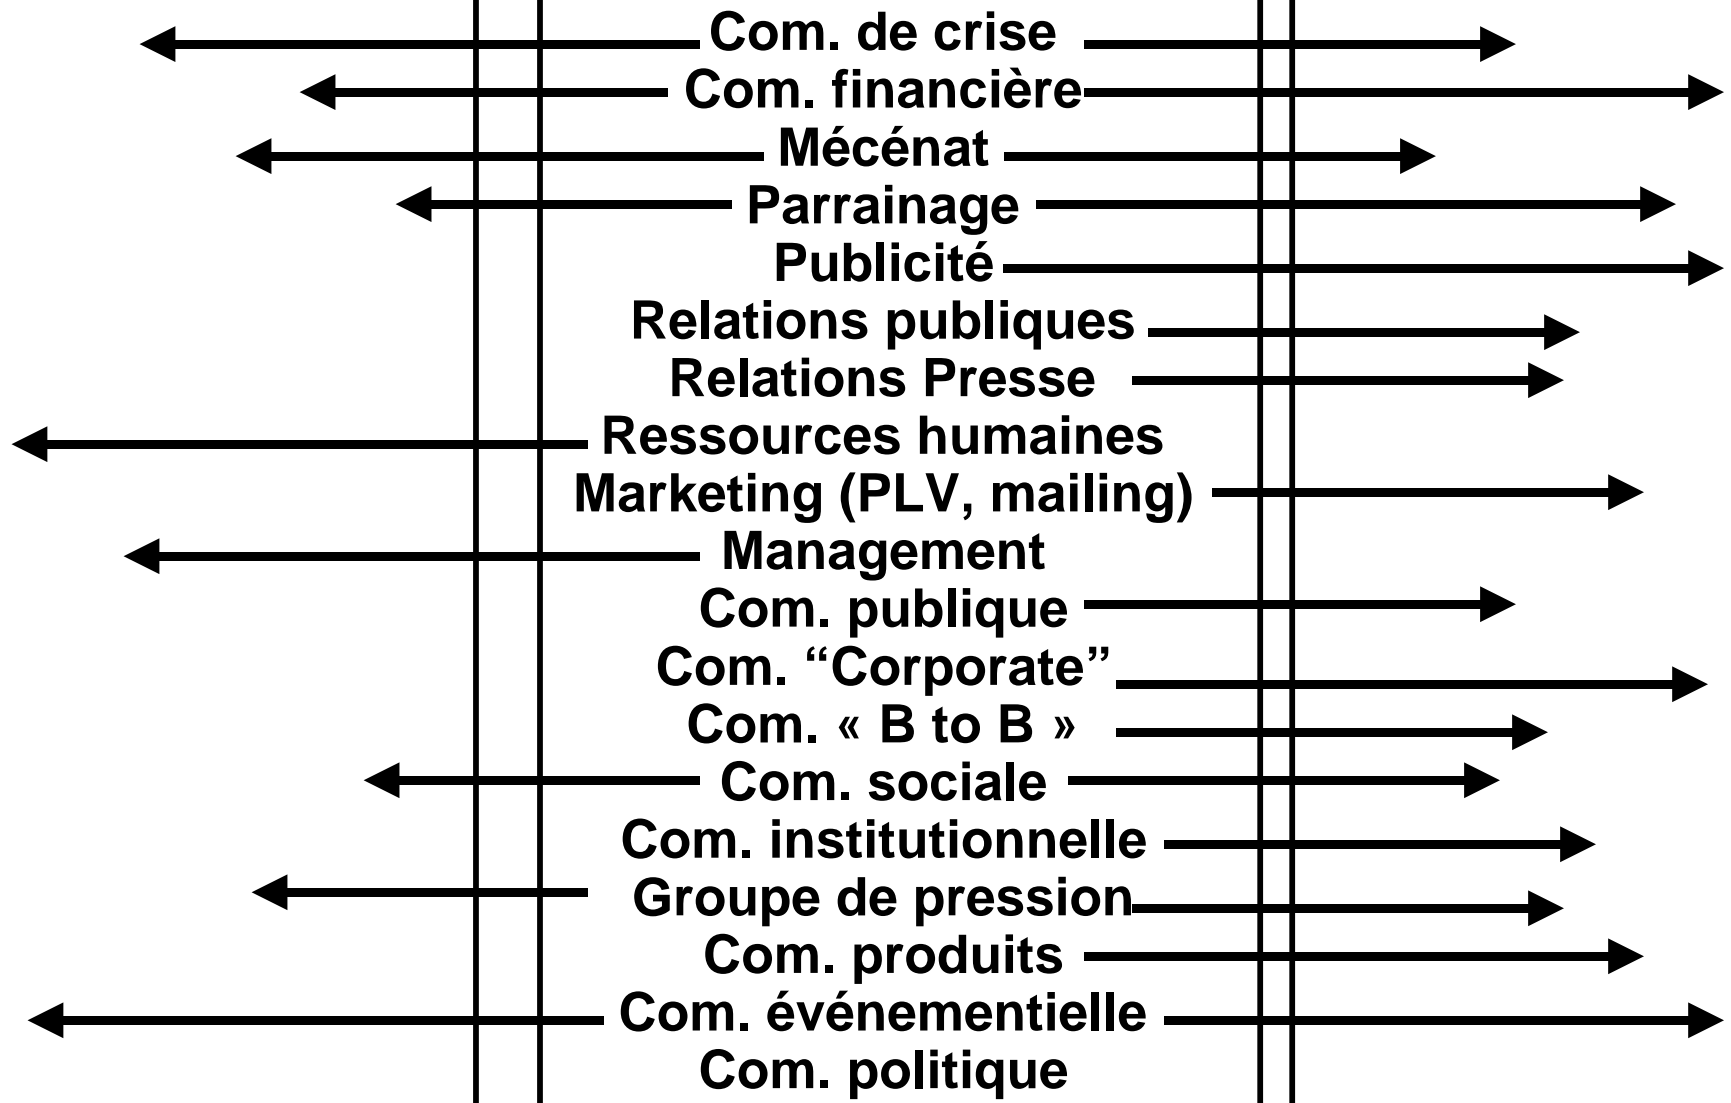 Com. de crise
Com. financière
Mécénat
Parrainage
Publicité
Relations publiques
Relations Presse
Ressources humaines
Marketing (PLV, mailing)
Management
Com. publique
Com. “Corporate”
Com. « B to B »
Com. sociale
Com. institutionnelle
Groupe de pression
Com. produits
Com. événementielle
Com. politique